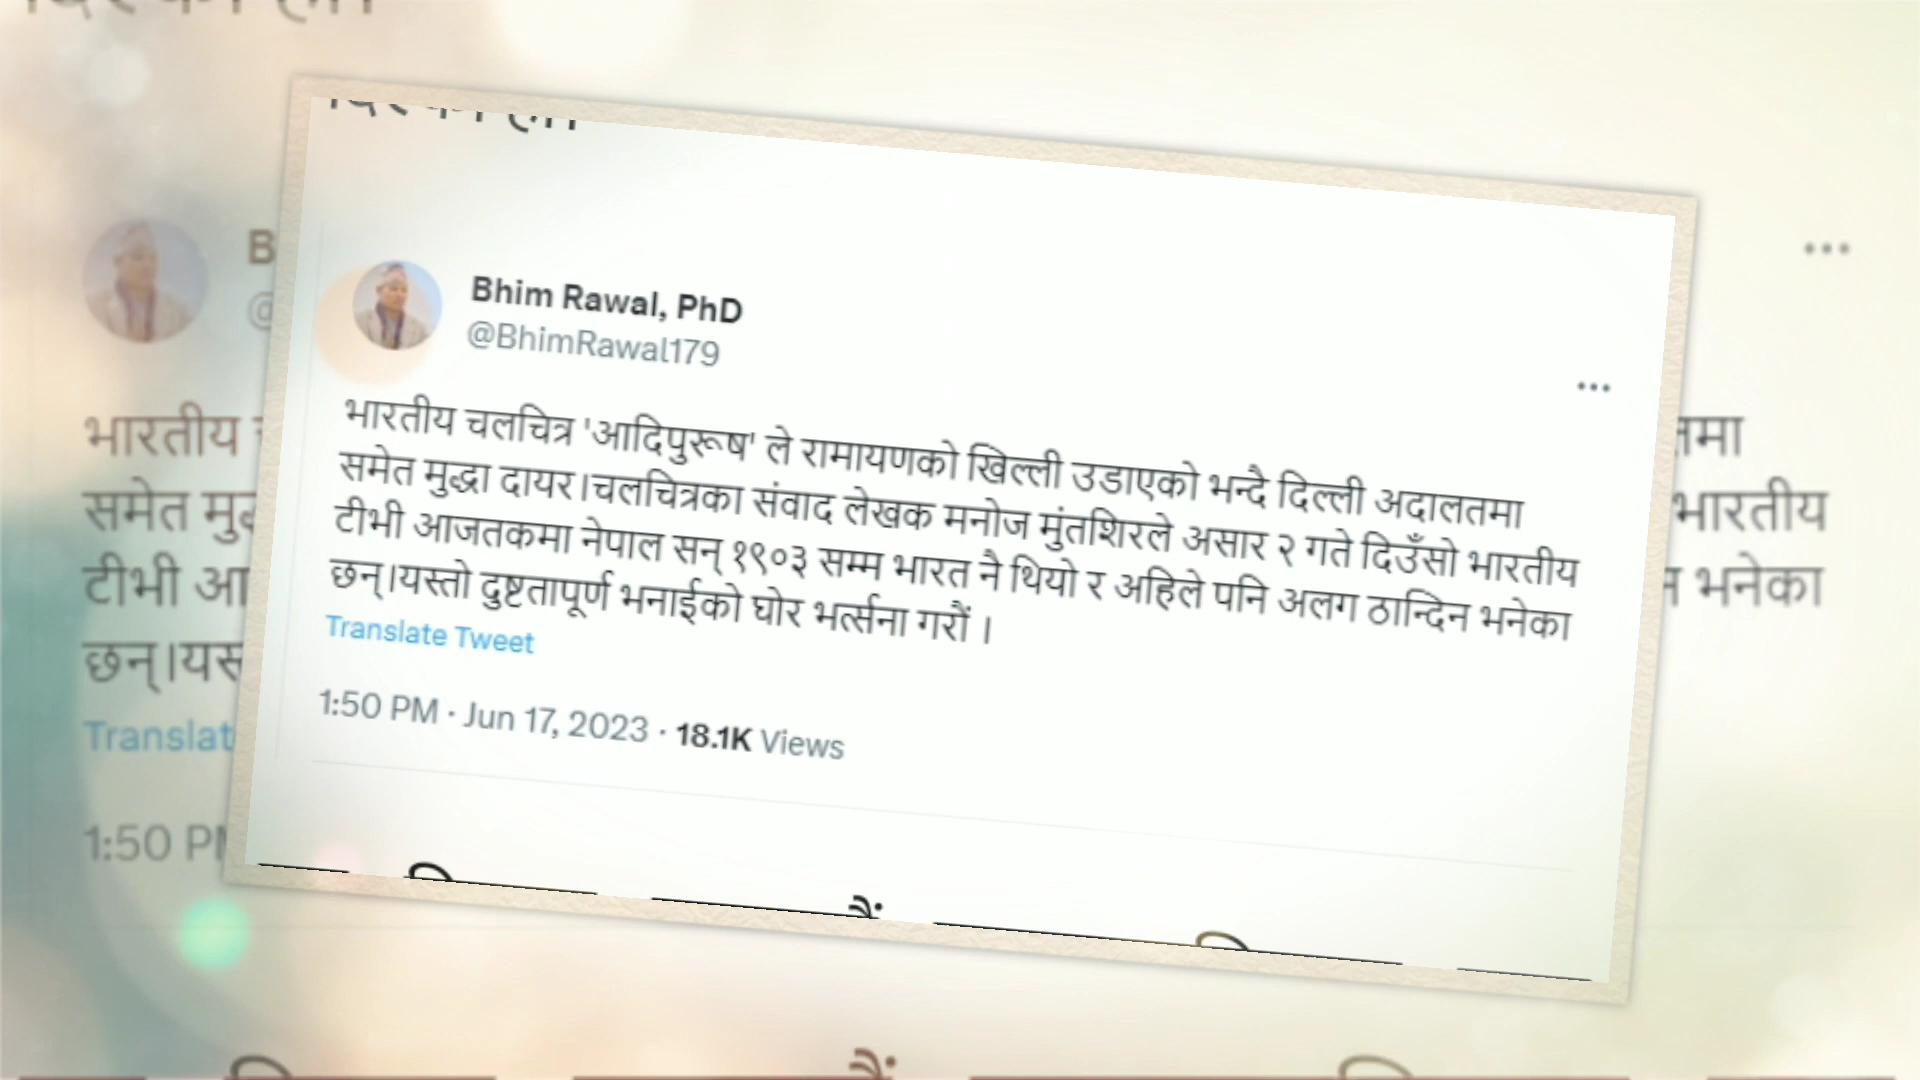 Bhim Rawal, PhD
@BhimRawal179
भारतीय चलचित्र 'आदिपुरूष' ले रामायणको खिल्ली उडाएको भन्दै दिल्ली अदालतमा
समेत मुद्धा दायर।चलचित्रका संवाद लेखक मनोज मुंतशिरले असार २ गते दिउँसो भारतीय
टीभी आजतकमा नेपाल सन् १९०३ सम्म भारत नै थियो र अहिले पनि अलग ठान्दिन भनेका
छन्।यस्तो दुष्टतापूर्ण भनाईको घोर भर्त्सना गरौं ।
Translate Tweet
1:50 PM · Jun 17, 2023 · 18.1K Views